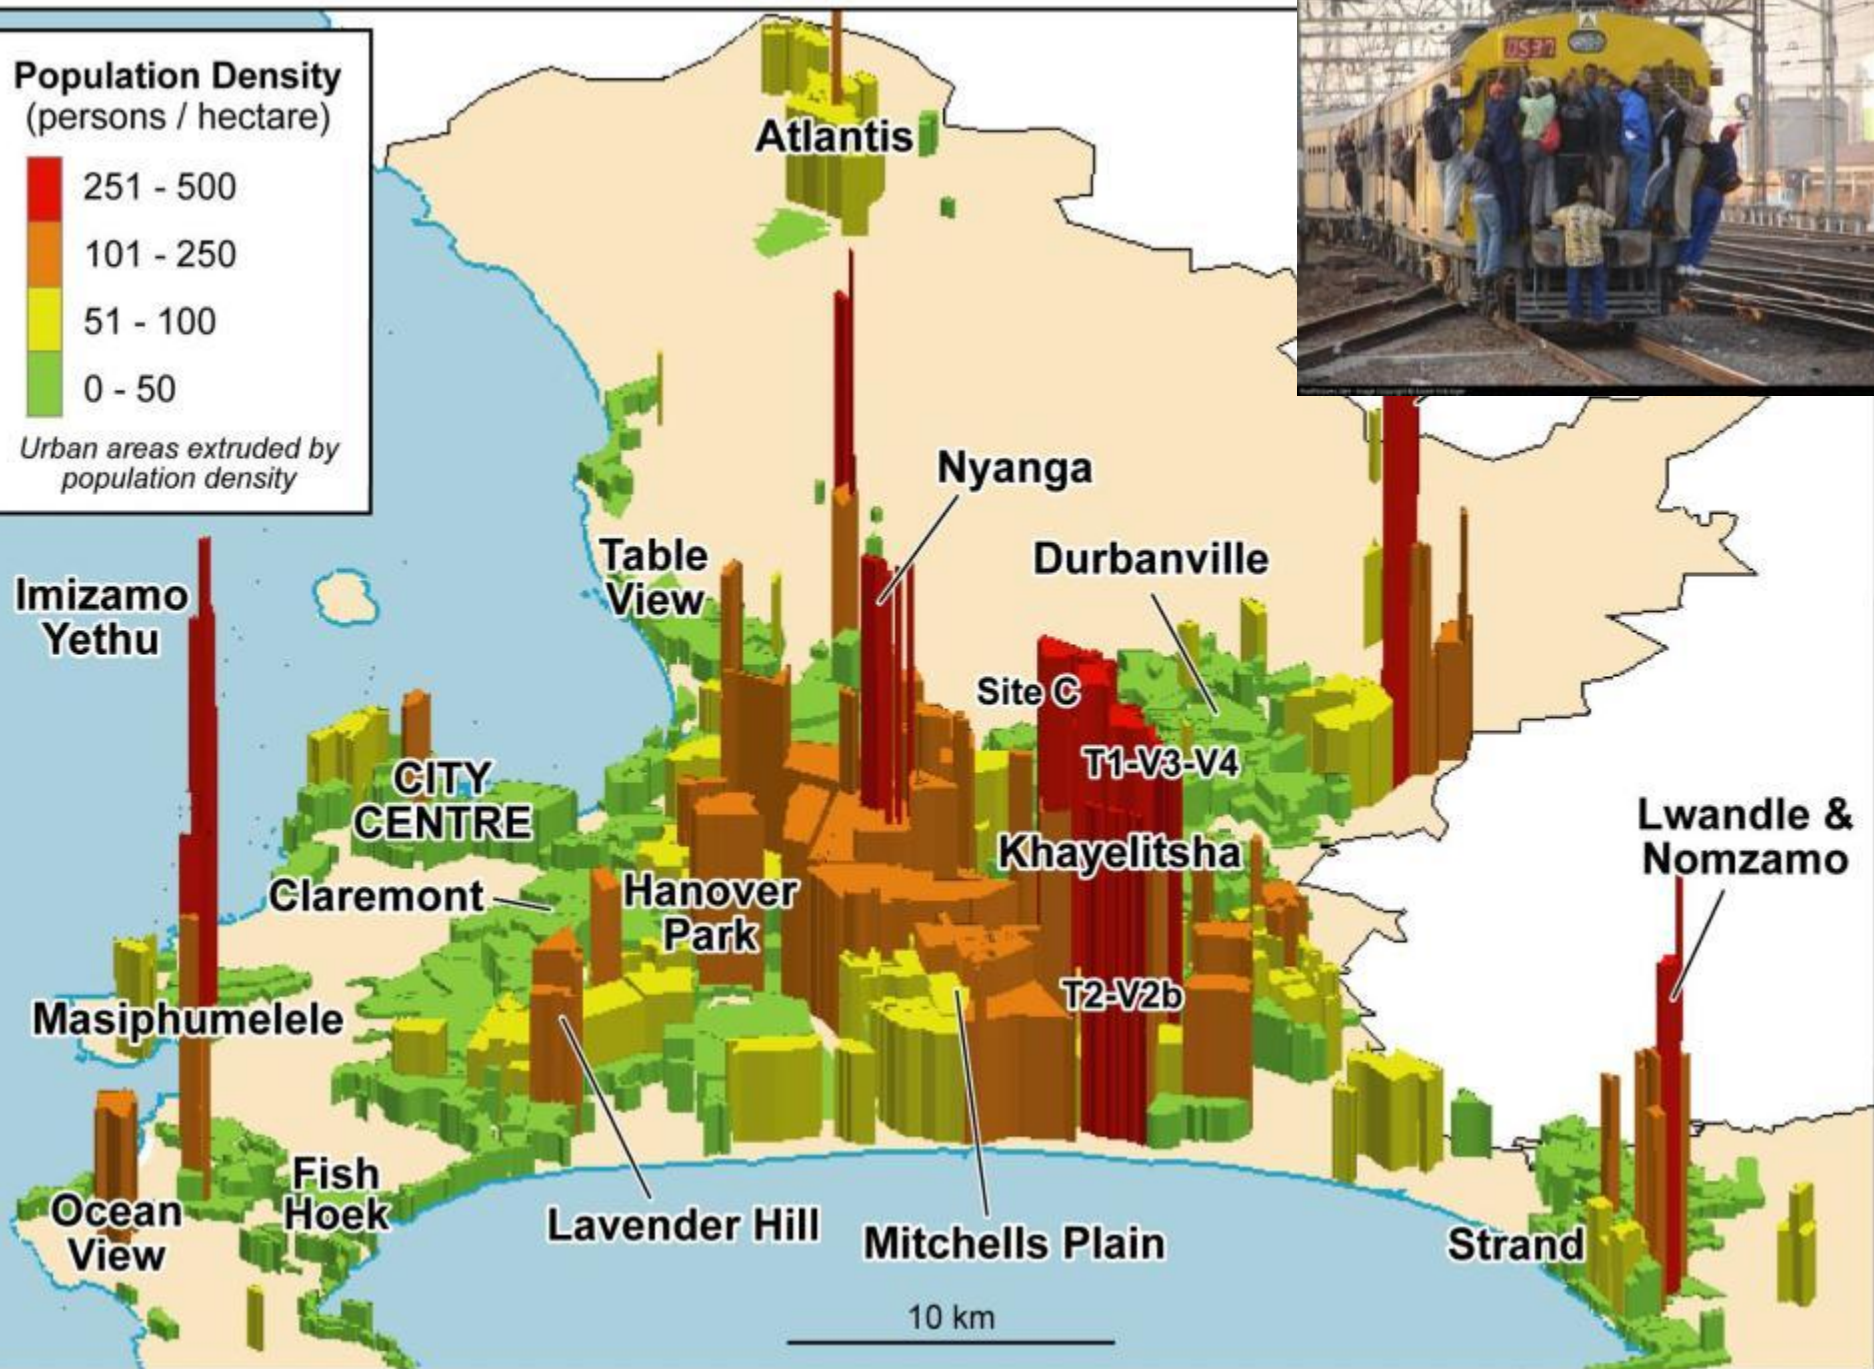 Population Density
(persons / hectare)
251 - 500
101 - 250
51 - 100
0 - 50
Urban areas extruded by
population density
Atlantis
Nyanga
Table
View
Durbanville
Imizamo
Yethu
Site C
CITY
CENTRE
T1-V3-V4
Lwandle &
Nomzamo
Khayelitsha
Claremont
Hanover
Park
T2-V2b
Masiphumelele
Fish
Hoek
Ocean
View
Lavender Hill
Mitchells Plain
Strand
10 km